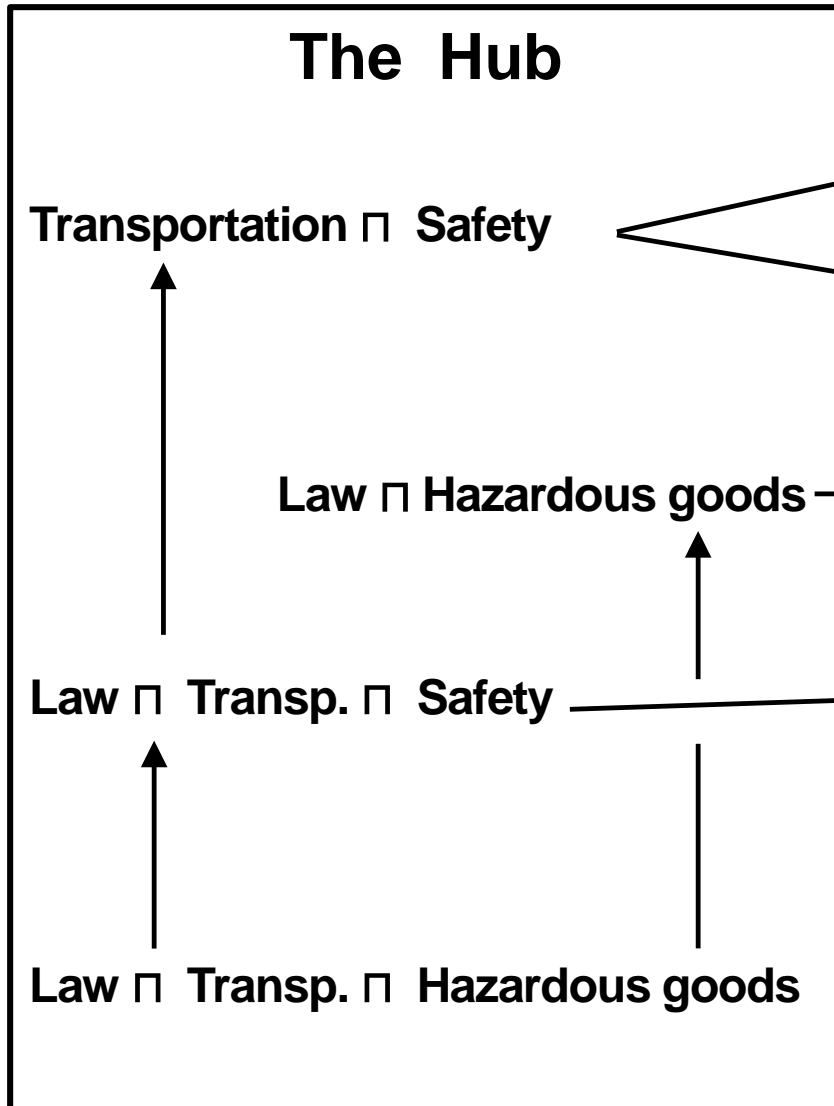 The Hub
Transportation ⊓ Safety
Law ⊓ Hazardous goods
Law ⊓ Transp. ⊓ Safety
Law ⊓ Transp. ⊓ Hazardous goods